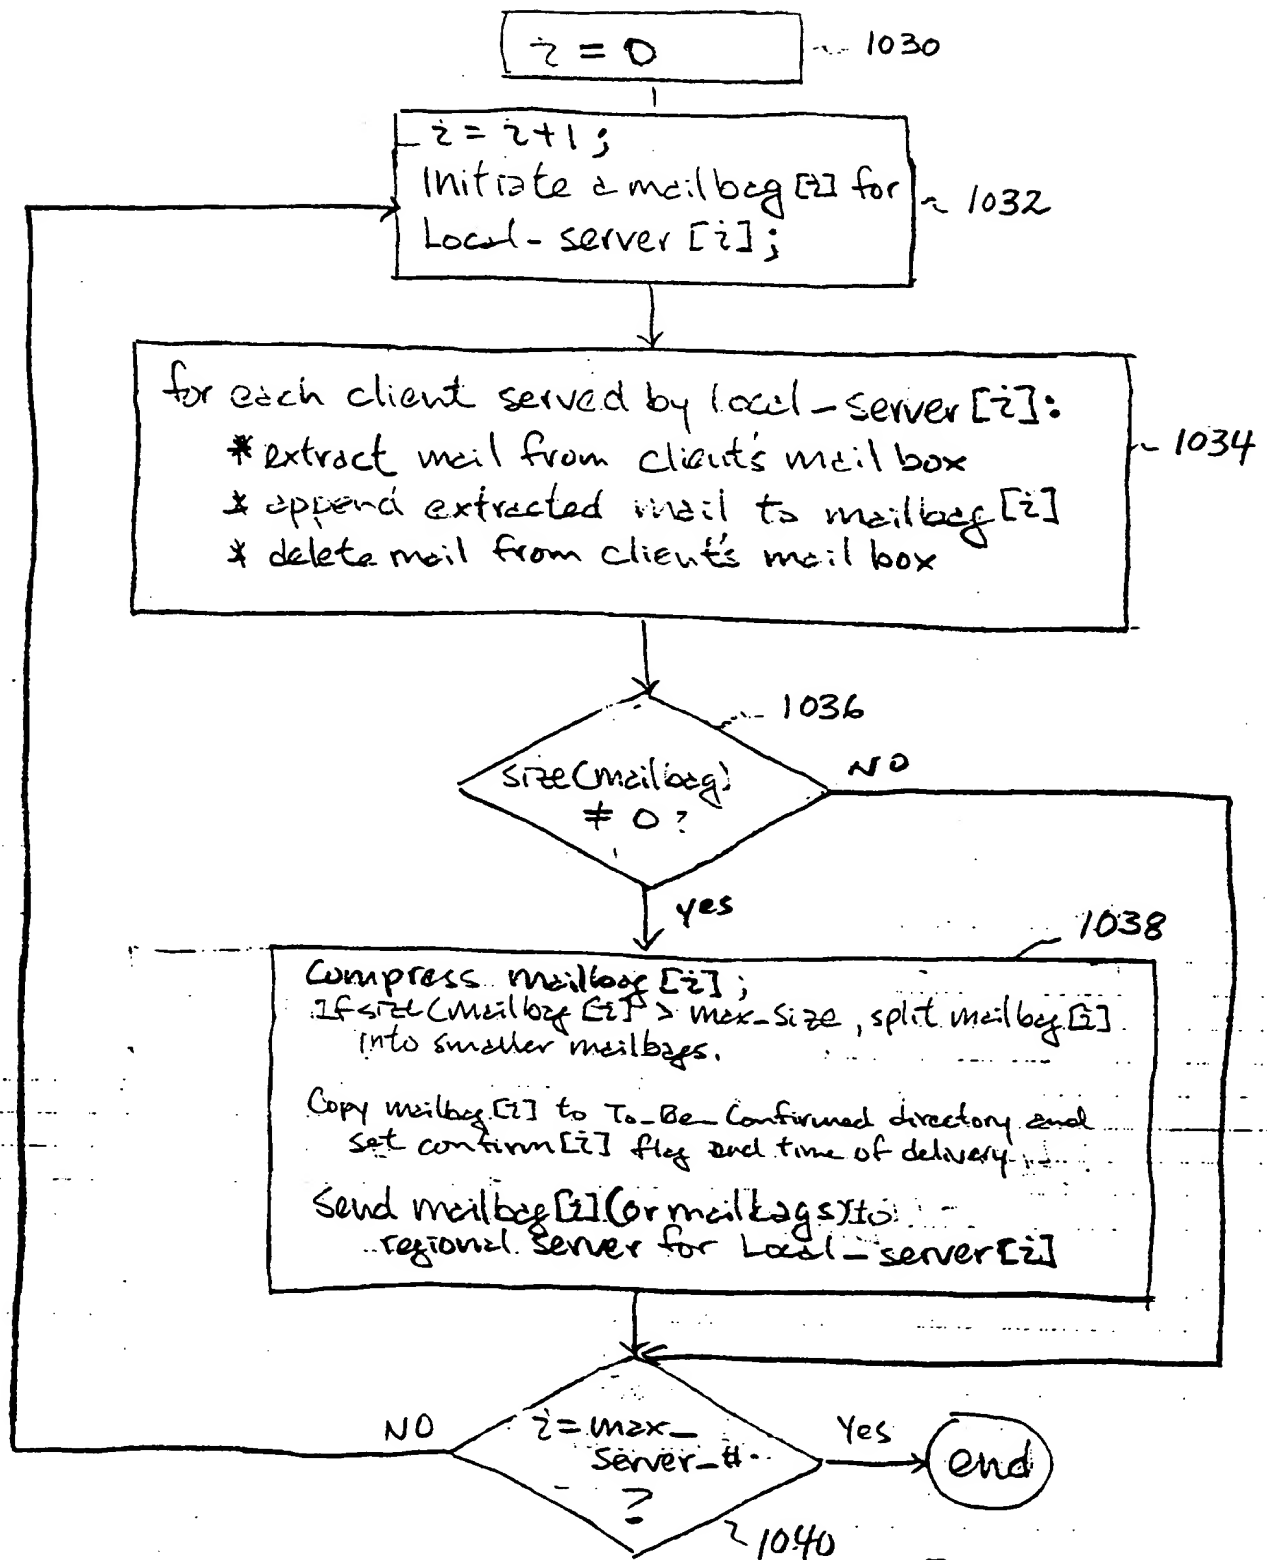 i = 0
1030
i = i+1 ;
Initiate a mailbag [i] for
Local-server [i];
1032
for each client served by local-server [i]:
* extract mail from client's mail box
* append extracted mail to mailbag [i]
* delete mail from client's mail box
1034
1036
size(mailbag)
≠ 0 ?
NO
yes
1038
Compress mailbag [i] ;
If size(mailbag [i]) > max_size, split mailbag [i]
into smaller mailbags.
Copy mailbag [i] to To_Be_Confirmed directory and
set confirm [i] flag and time of delivery
Send mailbag [i] (or mailbags) to
regional server for Local_server [i]
NO
i = max_
server_#
?
Yes
end
1040